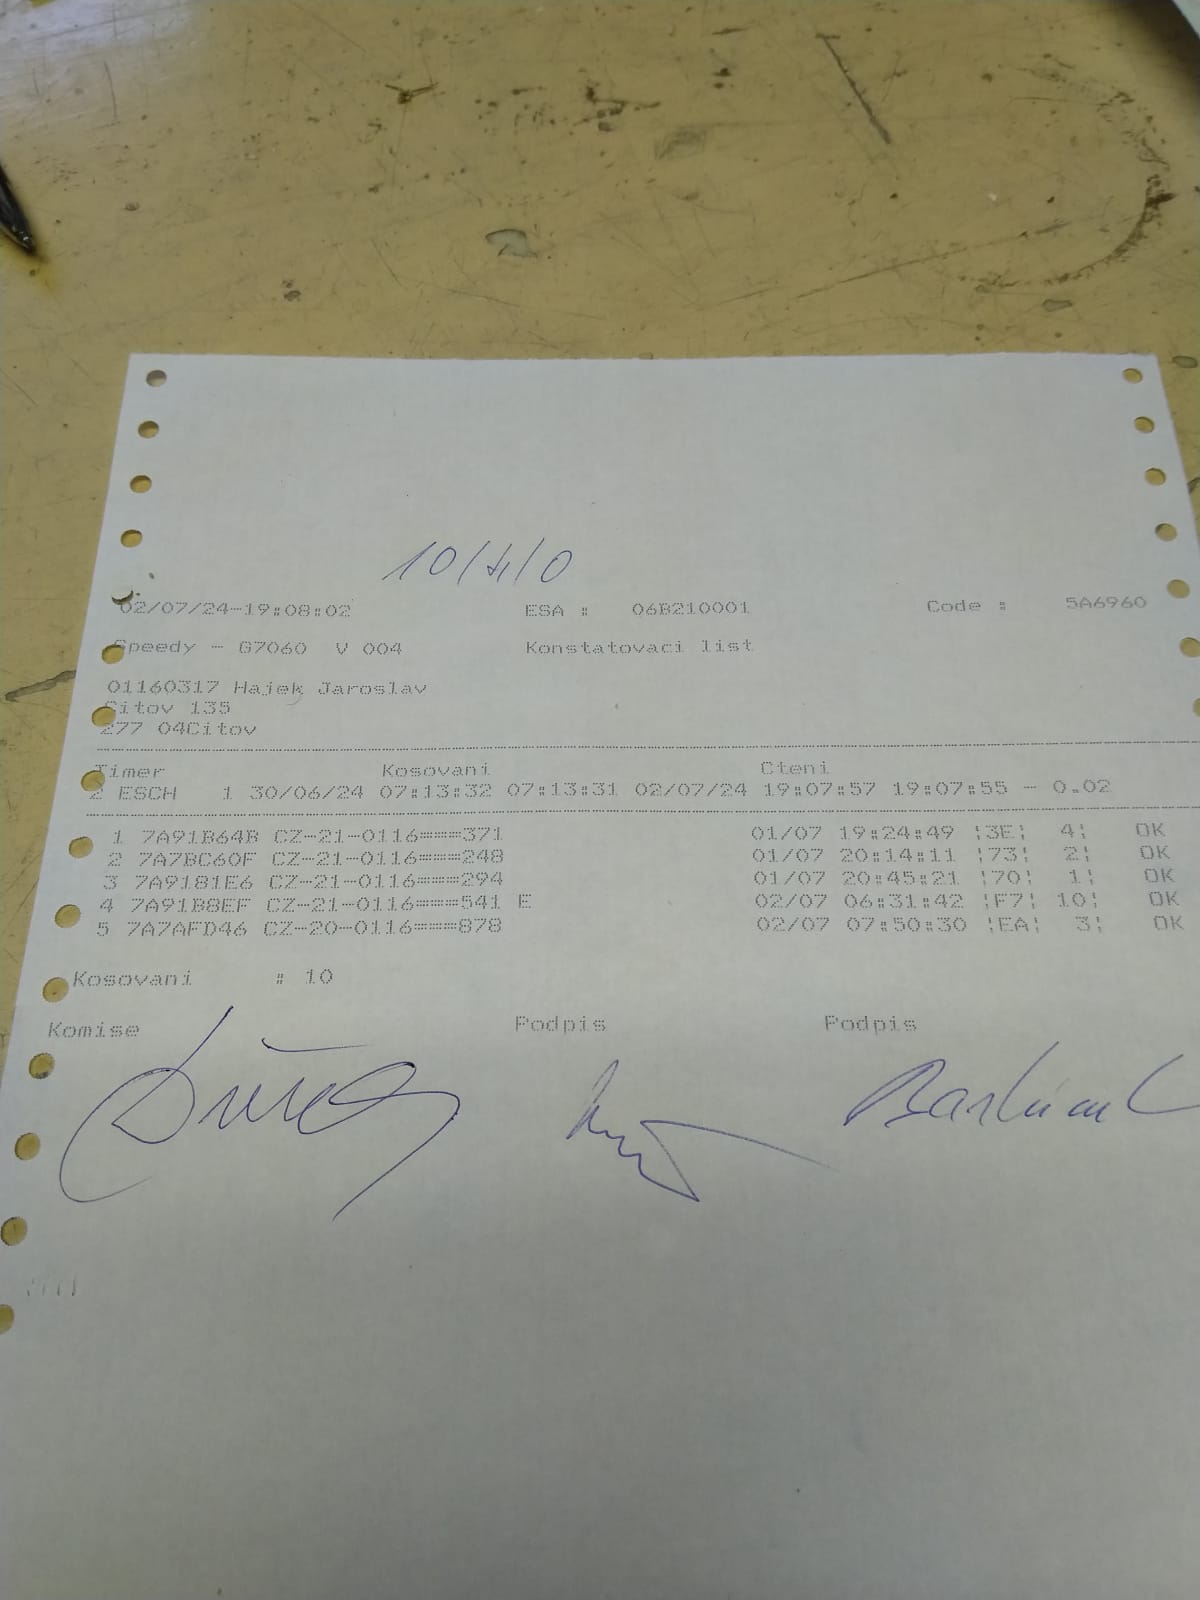 10/4/0
02/07/24-19:08:02 ESA : 06B210001 Code : 5A6960
Speedy - G7060 V 004 Konstatovaci list
01160317 Hajek Jaroslav
Citov 135
277 04Citov
Timer Kosovani Cteni
2 ESCH 1 30/06/24 07:13:32 07:13:31 02/07/24 19:07:57 19:07:55 - 0.02
1 7A91B64B CZ-21-0116===371 01/07 19:24:49 ¦3E¦ 4¦ OK
2 7A7BC60F CZ-21-0116===248 01/07 20:14:11 ¦73¦ 2¦ OK
3 7A9181E6 CZ-21-0116===294 01/07 20:45:21 ¦70¦ 1¦ OK
4 7A91B8EF CZ-21-0116===541 E 02/07 06:31:42 ¦F7¦ 10¦ OK
5 7A7AFD46 CZ-20-0116===878 02/07 07:50:30 ¦EA¦ 3¦ OK
Kosovani : 10
Komise Podpis Podpis